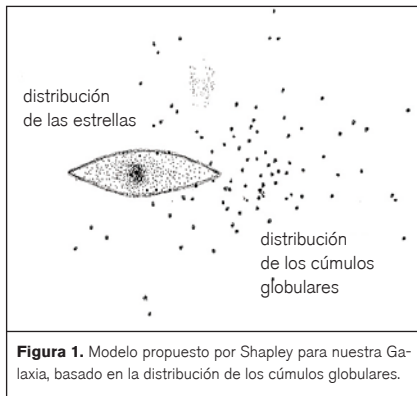 distribución
de las estrellas
distribución
de los cúmulos
globulares
Figura 1. Modelo propuesto por Shapley para nuestra Ga-
laxia, basado en la distribución de los cúmulos globulares.